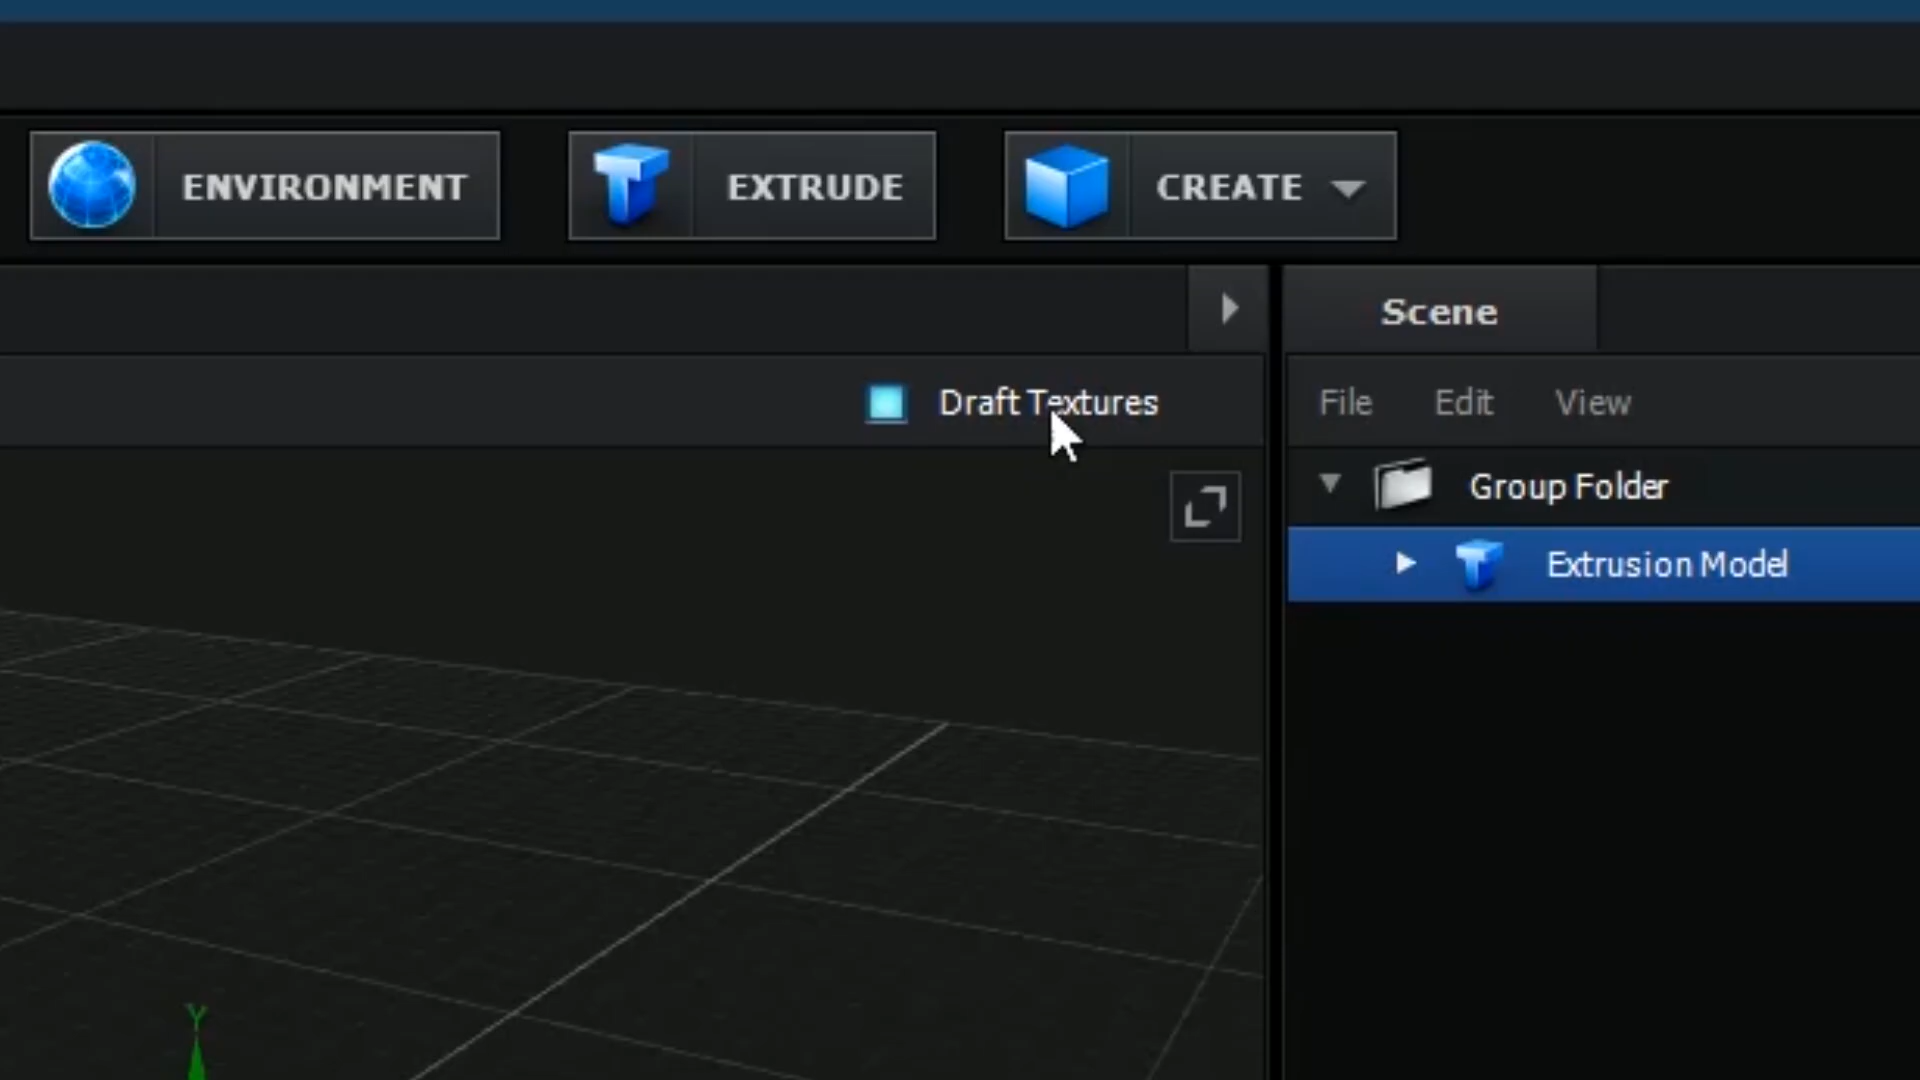 ENVIRONMENT
EXTRUDE
CREATE
Scene
Draft Textures
File Edit View
Group Folder
Extrusion Model
Y